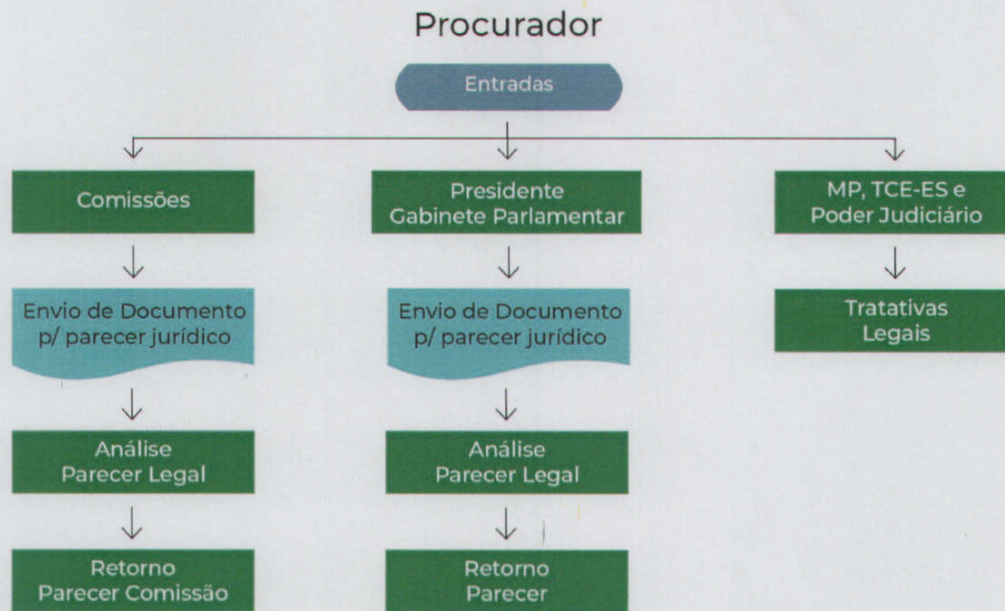 Procurador
Entradas
Comissões
Presidente
Gabinete Parlamentar
MP, TCE-ES e
Poder Judiciário
Envio de Documento
p/ parecer jurídico
Envio de Documento
p/ parecer jurídico
Tratativas
Legais
Análise
Parecer Legal
Análise
Parecer Legal
Retorno
Parecer Comissão
Retorno
Parecer